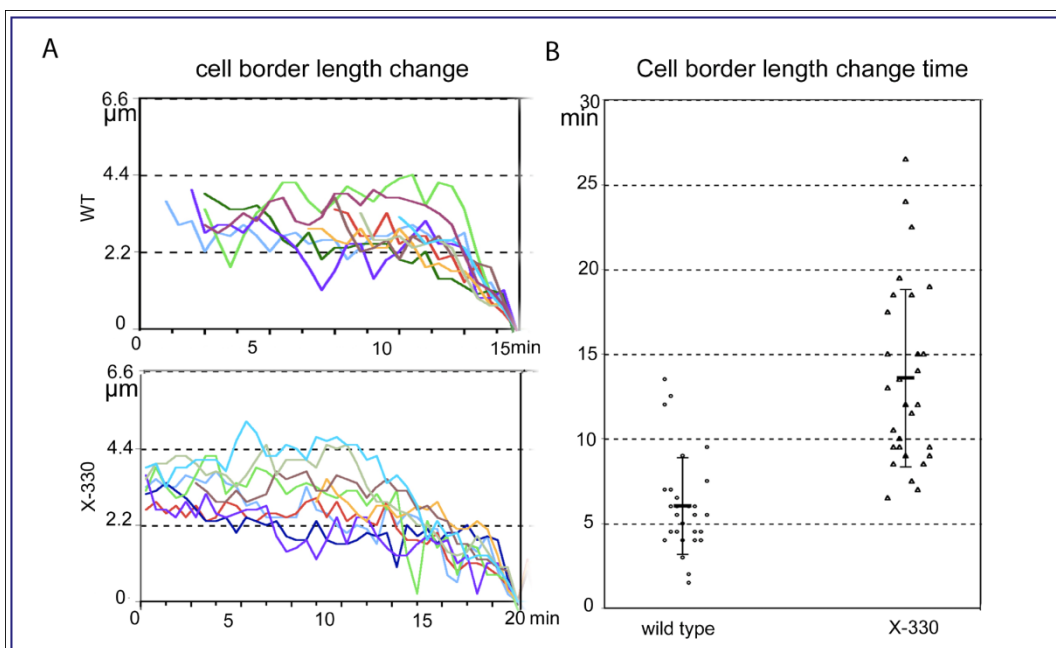 A
cell border length change
6.6
μm
4.4
WT
2.2
0
0 5 10 15min
6.6
μm
4.4
X-330
2.2
0
0 5 10 15 20 min
B
Cell border length change time
30
min
25
20
15
10
5
0
wild type X-330